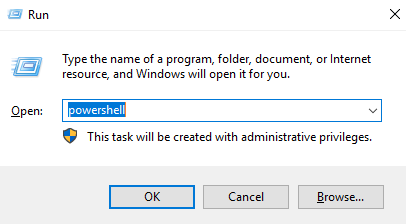 Run
Type the name of a program, folder, document, or Internet
resource, and Windows will open it for you.
Open: powershell
This task will be created with administrative privileges.
OK Cancel Browse...